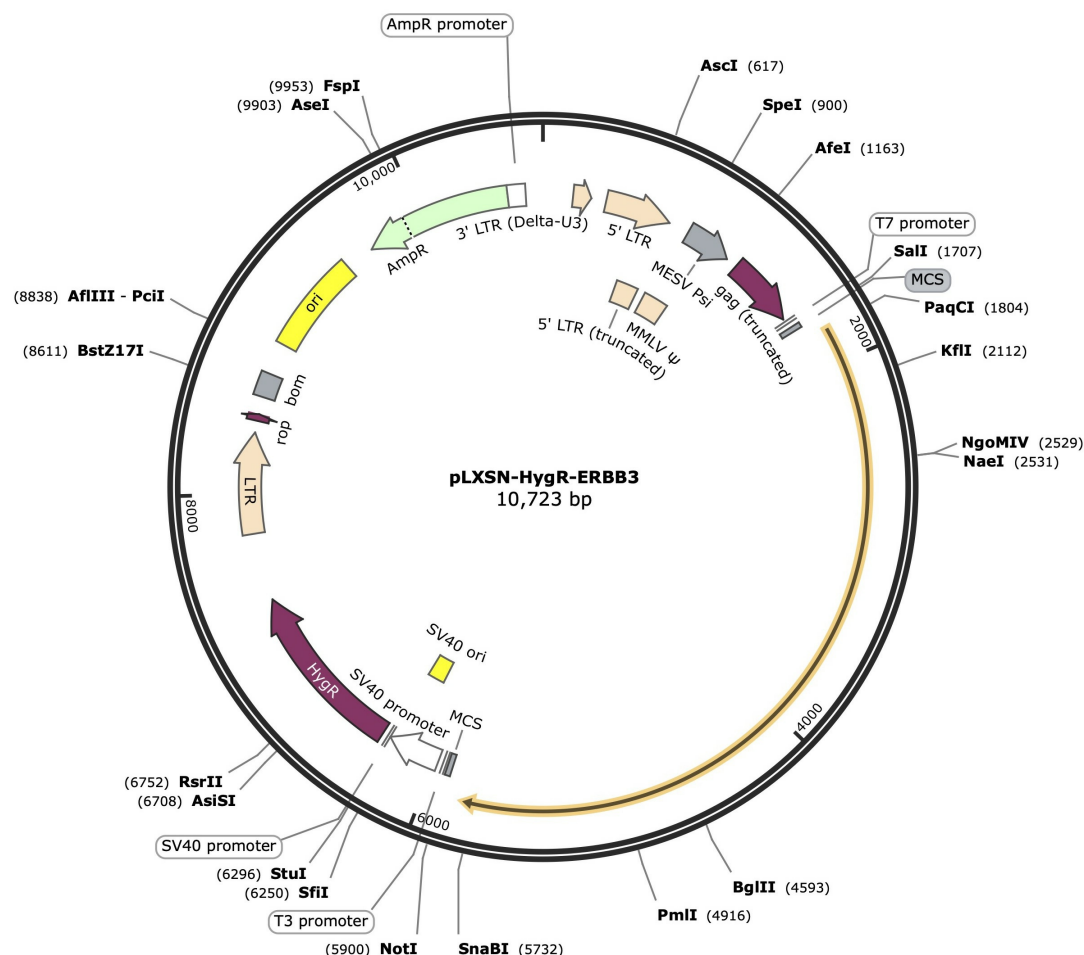 AmpR promoter
(9953) FspI
(9903) AseI
10,000
AscI (617)
SpeI (900)
AfeI (1163)
T7 promoter
SalI (1707)
MCS
PaqCI (1804)
2000
KflI (2112)
NgoMIV (2529)
NaeI (2531)
3' LTR (Delta-U3)
5' LTR
AmpR
MESV Psi
gag (truncated)
5' LTR (truncated)
MMLV Ψ
(8838) AflIII - PciI
(8611) BstZ17I
ori
bom
rop
LTR
8000
pLXSN-HygR-ERBB3
10,723 bp
SV40 ori
HygR
SV40 promoter
MCS
4000
(6752) RsrII
(6708) AsiSI
SV40 promoter
(6296) StuI
(6250) SfiI
6000
T3 promoter
(5900) NotI
SnaBI (5732)
BglII (4593)
PmlI (4916)